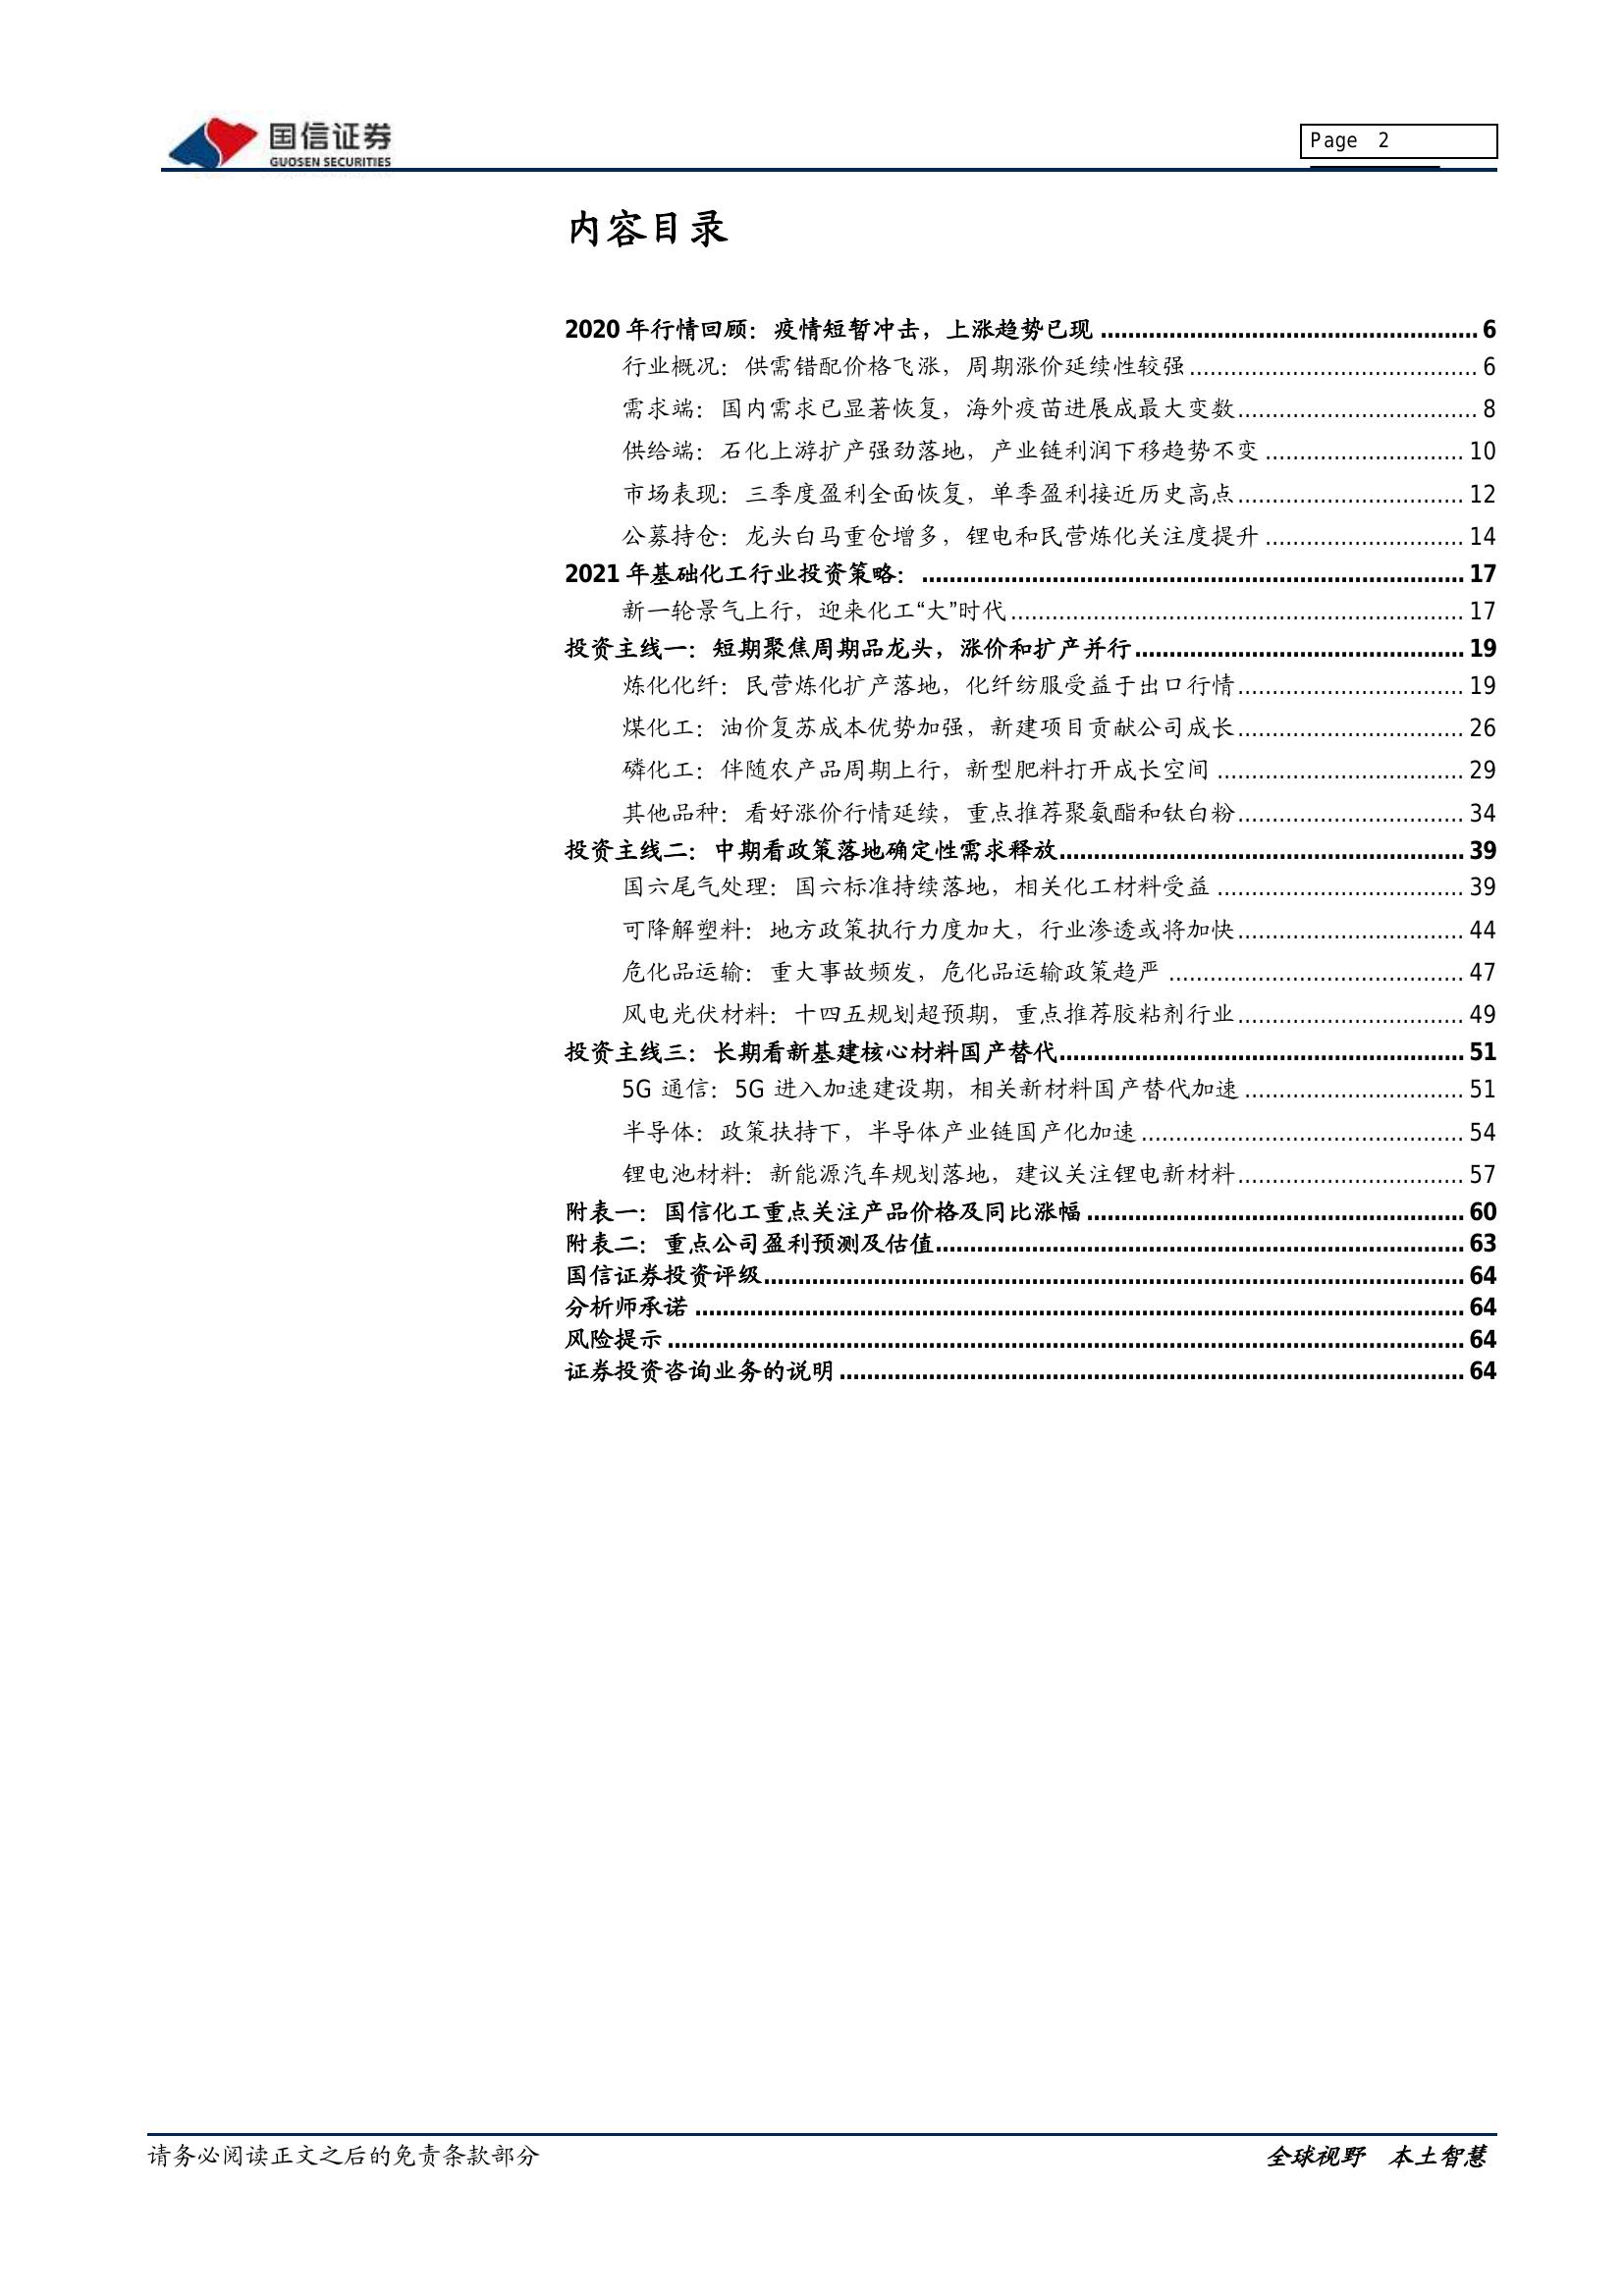 国信证券
GUOSEN SECURITIES
Page 2
内容目录
2020 年行情回顾：疫情短暂冲击，上涨趋势已现 ........................................................ 6
行业概况：供需错配价格飞涨，周期涨价延续性较强 .......................................... 6
需求端：国内需求已显著恢复，海外疫苗进展成最大变数................................... 8
供给端：石化上游扩产强劲落地，产业链利润下移趋势不变 ............................. 10
市场表现：三季度盈利全面恢复，单季盈利接近历史高点................................. 12
公募持仓：龙头白马重仓增多，锂电和民营炼化关注度提升 ............................. 14
2021 年基础化工行业投资策略： ................................................................................ 17
新一轮景气上行，迎来化工“大”时代.................................................................. 17
投资主线一：短期聚焦周期品龙头，涨价和扩产并行................................................ 19
炼化化纤：民营炼化扩产落地，化纤纺服受益于出口行情................................. 19
煤化工：油价复苏成本优势加强，新建项目贡献公司成长................................. 26
磷化工：伴随农产品周期上行，新型肥料打开成长空间 .................................... 29
其他品种：看好涨价行情延续，重点推荐聚氨酯和钛白粉................................. 34
投资主线二：中期看政策落地确定性需求释放........................................................... 39
国六尾气处理：国六标准持续落地，相关化工材料受益 .................................... 39
可降解塑料：地方政策执行力度加大，行业渗透或将加快................................. 44
危化品运输：重大事故频发，危化品运输政策趋严 ........................................... 47
风电光伏材料：十四五规划超预期，重点推荐胶粘剂行业................................. 49
投资主线三：长期看新基建核心材料国产替代........................................................... 51
5G 通信：5G 进入加速建设期，相关新材料国产替代加速 ................................ 51
半导体：政策扶持下，半导体产业链国产化加速............................................... 54
锂电池材料：新能源汽车规划落地，建议关注锂电新材料................................. 57
附表一：国信化工重点关注产品价格及同比涨幅 ....................................................... 60
附表二：重点公司盈利预测及估值............................................................................. 63
国信证券投资评级...................................................................................................... 64
分析师承诺 ................................................................................................................ 64
风险提示 .................................................................................................................... 64
证券投资咨询业务的说明 ........................................................................................... 64
请务必阅读正文之后的免责条款部分
全球视野 本土智慧